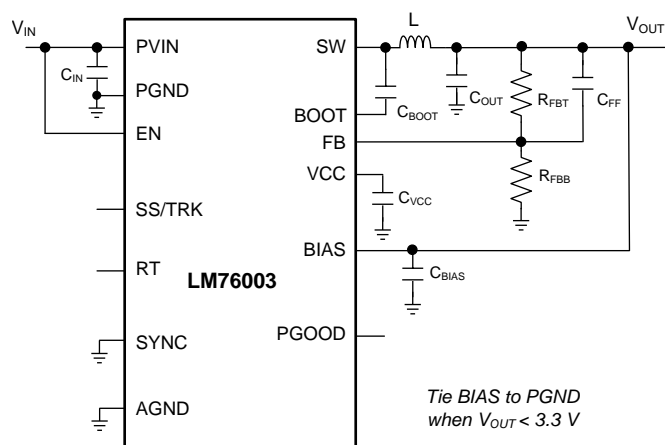 VIN
PVIN
SW
L
VOUT
CIN
PGND
COUT
RFBT
CFF
CBOOT
BOOT
EN
FB
VCC
RFBB
CVCC
SS/TRK
BIAS
RT
LM76003
CBIAS
PGOOD
SYNC
Tie BIAS to PGND
when VOUT < 3.3 V
AGND